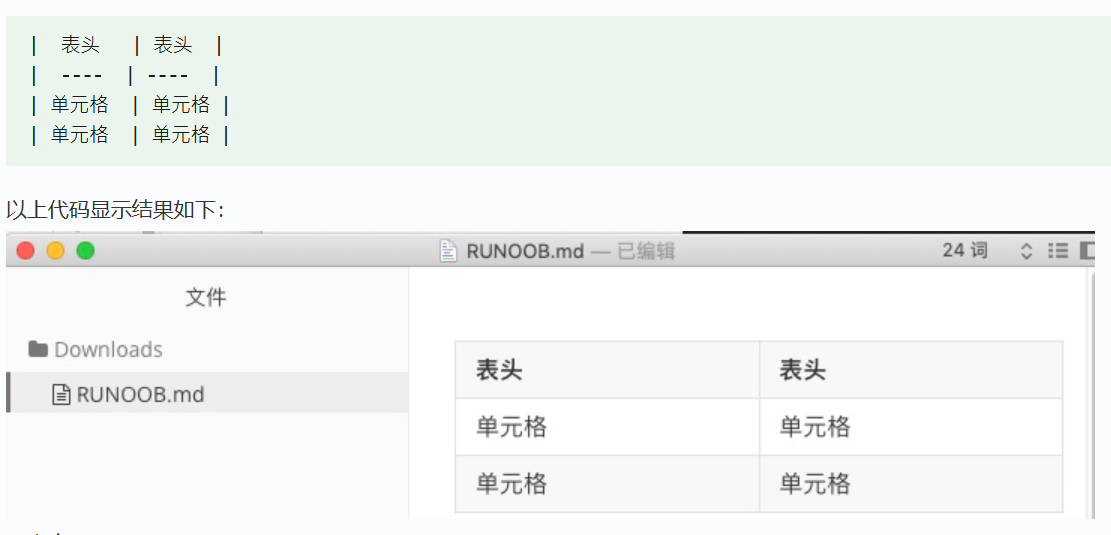 |  表头   | 表头  |
|  ----  | ----  |
| 单元格  | 单元格 |
| 单元格  | 单元格 |
以上代码显示结果如下：
RUNOOB.md — 已编辑 24 词
文件
Downloads
RUNOOB.md
表头 表头
单元格 单元格
单元格 单元格